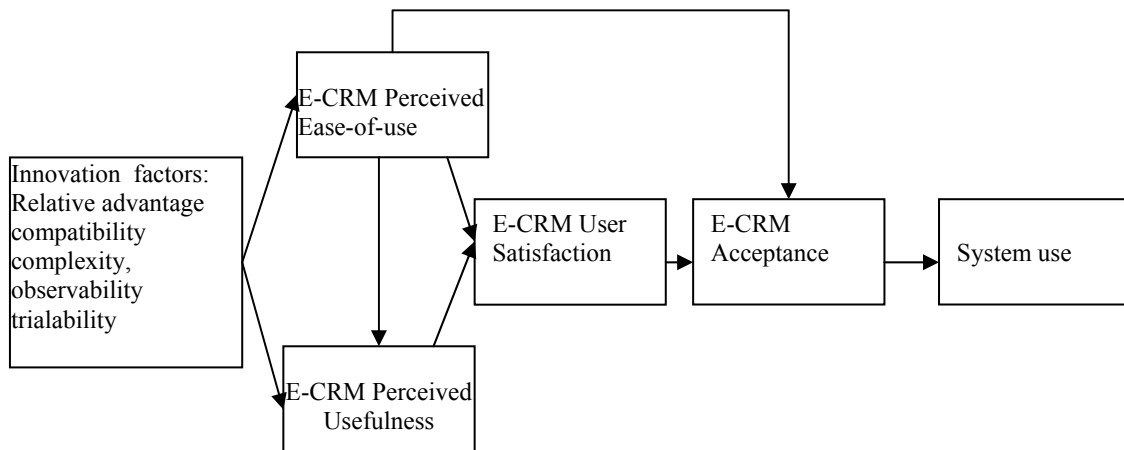 E-CRM Perceived
Ease-of-use
Innovation factors:
Relative advantage
compatibility
complexity,
observability
trialability
E-CRM User
Satisfaction
E-CRM
Acceptance
System use
E-CRM Perceived
Usefulness